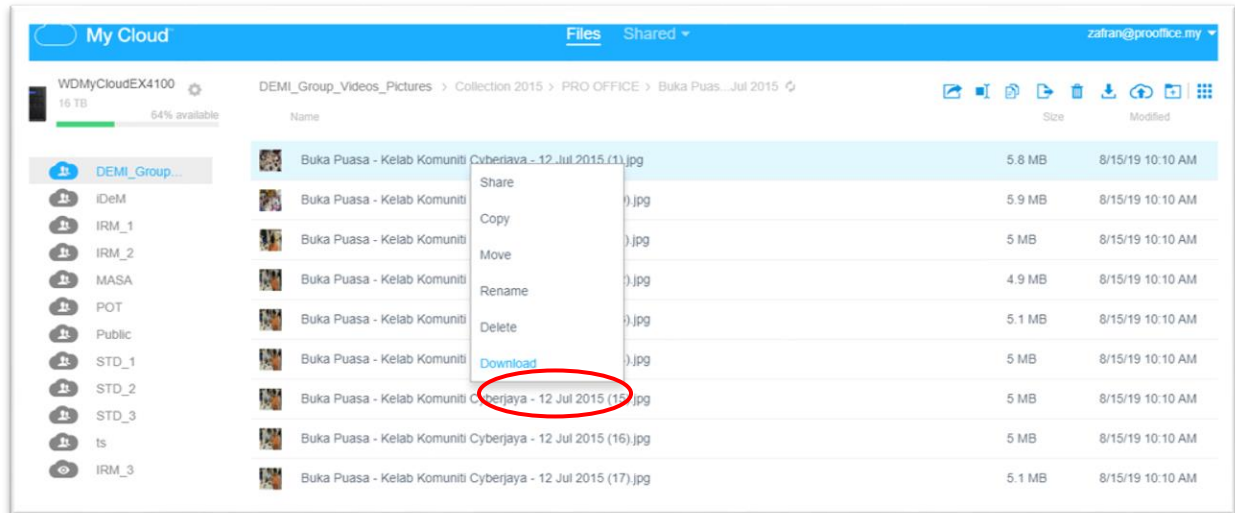 My Cloud Files Shared zafran@prooffice.my
WDMyCloudEX4100
16 TB
64% available
DEMI_Group_Videos_Pictures > Collection 2015 > PRO OFFICE > Buka Puas...Jul 2015
Name Size Modified
DEMI_Group...
iDeM
IRM_1
IRM_2
MASA
POT
Public
STD_1
STD_2
STD_3
ts
IRM_3
Buka Puasa - Kelab Komuniti Cyberjaya - 12 Jul 2015 (1).jpg 5.8 MB 8/15/19 10:10 AM
Buka Puasa - Kelab Komuniti ).jpg 5.9 MB 8/15/19 10:10 AM
Buka Puasa - Kelab Komuniti ).jpg 5 MB 8/15/19 10:10 AM
Buka Puasa - Kelab Komuniti ).jpg 4.9 MB 8/15/19 10:10 AM
Buka Puasa - Kelab Komuniti ).jpg 5.1 MB 8/15/19 10:10 AM
Buka Puasa - Kelab Komuniti ).jpg 5 MB 8/15/19 10:10 AM
Buka Puasa - Kelab Komuniti Cyberjaya - 12 Jul 2015 (15).jpg 5 MB 8/15/19 10:10 AM
Buka Puasa - Kelab Komuniti Cyberjaya - 12 Jul 2015 (16).jpg 5 MB 8/15/19 10:10 AM
Buka Puasa - Kelab Komuniti Cyberjaya - 12 Jul 2015 (17).jpg 5.1 MB 8/15/19 10:10 AM
Share
Copy
Move
Rename
Delete
Download